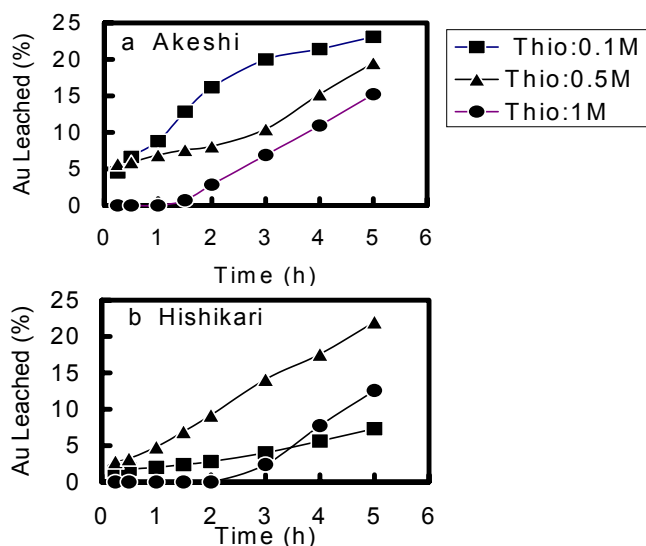 25
a Akeshi
20
15
10
5
0
Au Leached (%)
0 1 2 3 4 5 6
Time (h)
Thio:0.1M
Thio:0.5M
Thio:1M
25
b Hishikari
20
15
10
5
0
Au Leached (%)
0 1 2 3 4 5 6
Time (h)